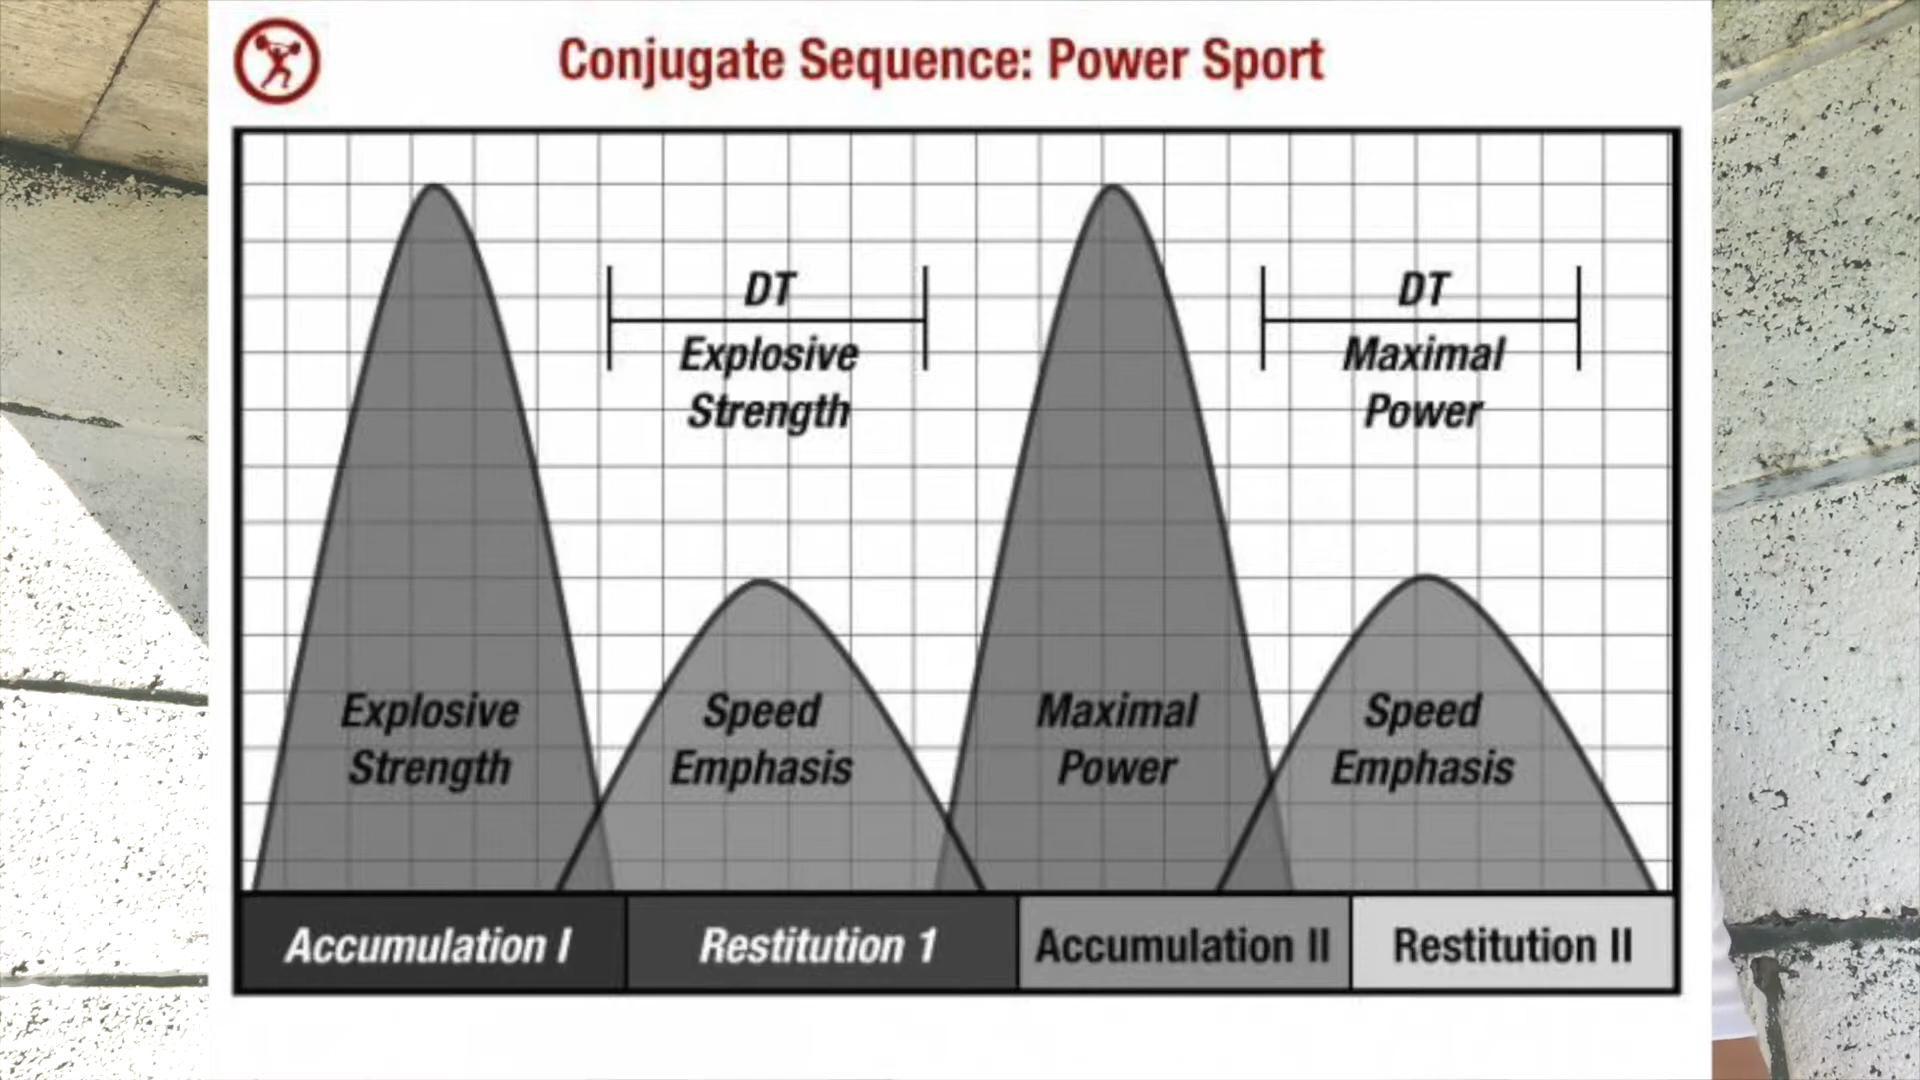 Conjugate Sequence: Power Sport
DT
Explosive
Strength
DT
Maximal
Power
Explosive
Strength
Speed
Emphasis
Maximal
Power
Speed
Emphasis
Accumulation I
Restitution 1
Accumulation II
Restitution II